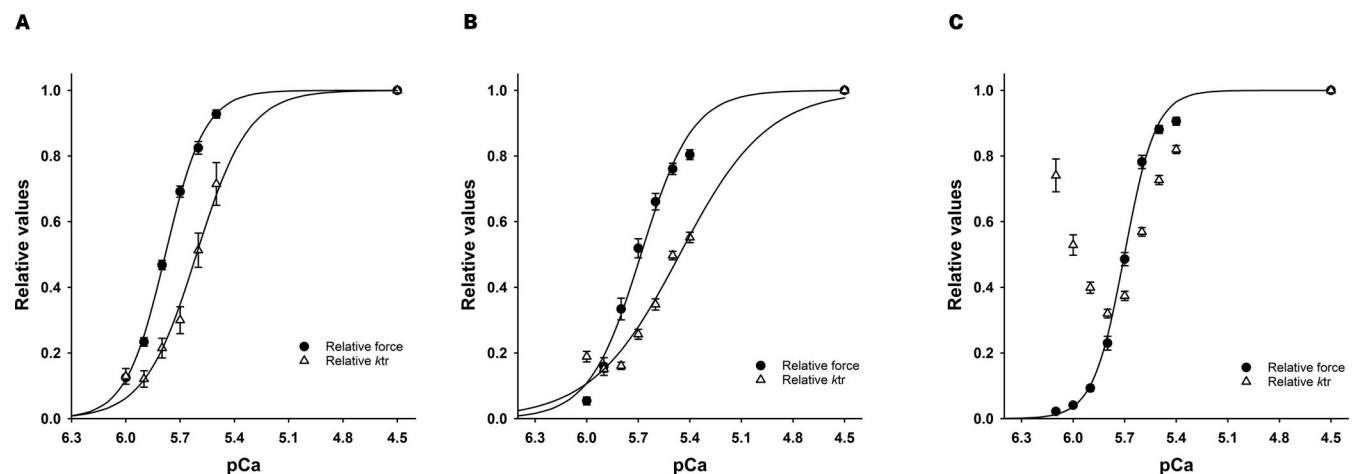 A
Relative values
1.0
0.8
0.6
0.4
0.2
0.0
Relative force
Relative ktr
6.3 6.0 5.7 5.4 5.1 4.8 4.5
pCa
B
Relative values
1.0
0.8
0.6
0.4
0.2
0.0
Relative force
Relative ktr
6.3 6.0 5.7 5.4 5.1 4.8 4.5
pCa
C
Relative values
1.0
0.8
0.6
0.4
0.2
0.0
Relative force
Relative ktr
6.3 6.0 5.7 5.4 5.1 4.8 4.5
pCa